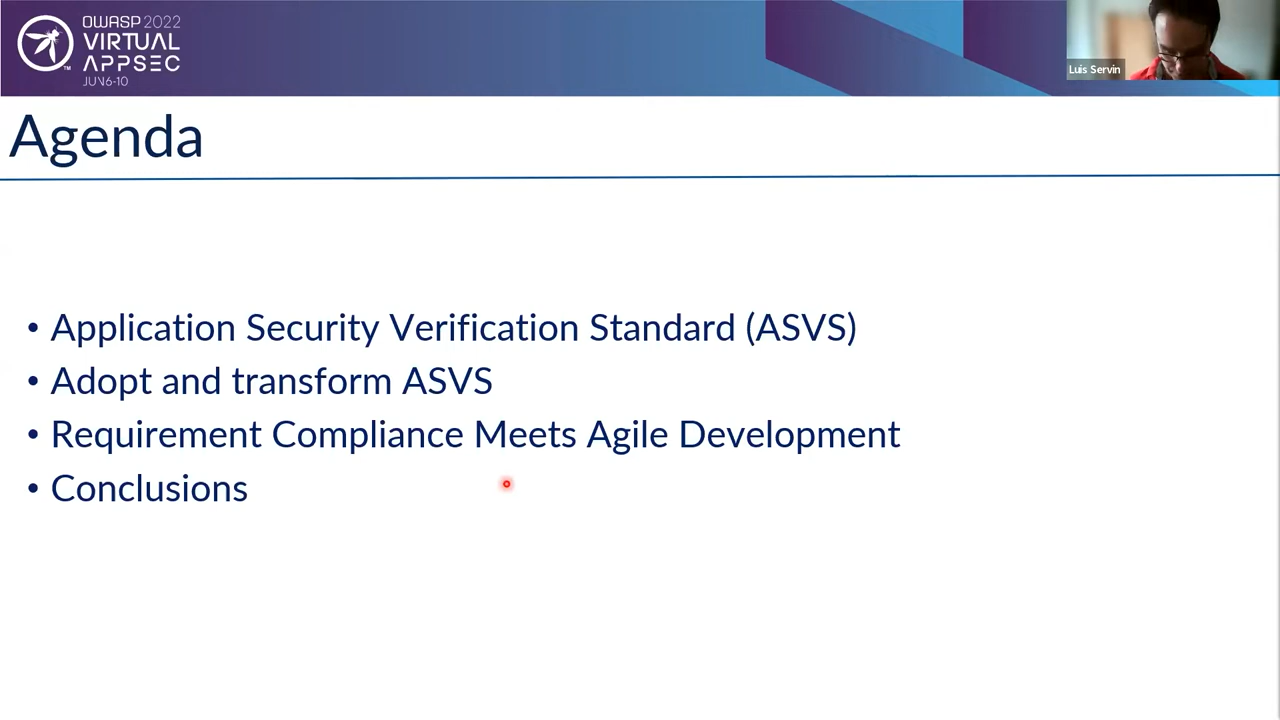 OWASP 2022
VIRTUAL
APPSEC
JUN 6-10
Luis Servin
Agenda
• Application Security Verification Standard (ASVS)
• Adopt and transform ASVS
• Requirement Compliance Meets Agile Development
• Conclusions